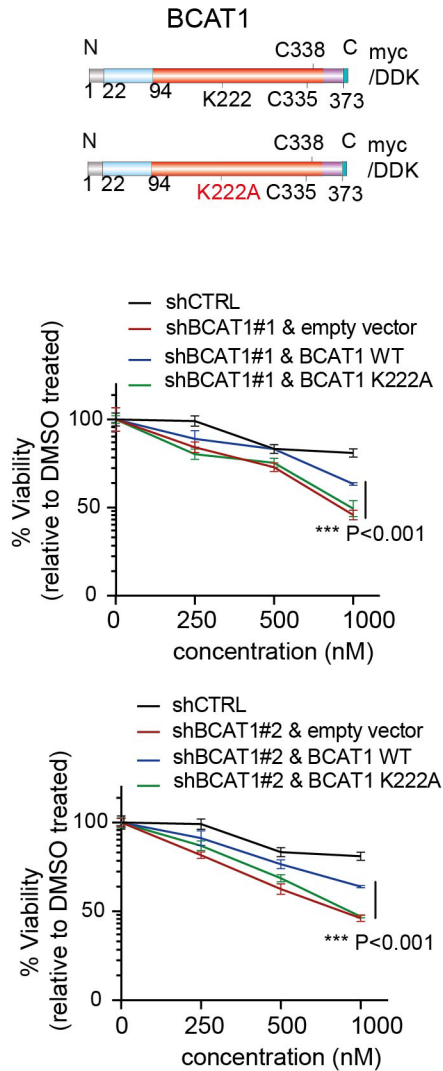 BCAT1
N C338 C myc
/DDK
1 22 94 K222 C335 373
N C338 C myc
/DDK
1 22 94 K222A C335 373
shCTRL
shBCAT1#1 & empty vector
shBCAT1#1 & BCAT1 WT
shBCAT1#1 & BCAT1 K222A
% Viability
(relative to DMSO treated)
100
50
0
*** P<0.001
0 250 500 1000
concentration (nM)
shCTRL
shBCAT1#2 & empty vector
shBCAT1#2 & BCAT1 WT
shBCAT1#2 & BCAT1 K222A
% Viability
(relative to DMSO treated)
100
50
0
*** P<0.001
0 250 500 1000
concentration (nM)